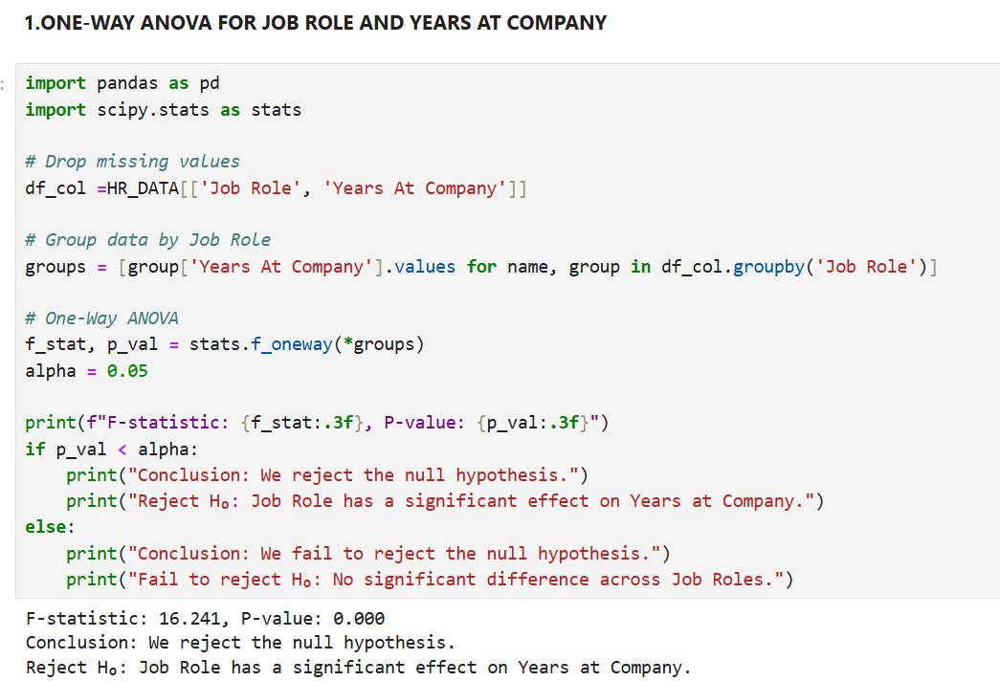 1.ONE-WAY ANOVA FOR JOB ROLE AND YEARS AT COMPANY
:
import pandas as pd
import scipy.stats as stats
# Drop missing values
df_col =HR_DATA[['Job Role', 'Years At Company']]
# Group data by Job Role
groups = [group['Years At Company'].values for name, group in df_col.groupby('Job Role')]
# One-Way ANOVA
f_stat, p_val = stats.f_oneway(*groups)
alpha = 0.05
print(f"F-statistic: {f_stat:.3f}, P-value: {p_val:.3f}")
if p_val < alpha:
    print("Conclusion: We reject the null hypothesis.")
    print("Reject H₀: Job Role has a significant effect on Years at Company.")
else:
    print("Conclusion: We fail to reject the null hypothesis.")
    print("Fail to reject H₀: No significant difference across Job Roles.")
F-statistic: 16.241, P-value: 0.000
Conclusion: We reject the null hypothesis.
Reject H₀: Job Role has a significant effect on Years at Company.